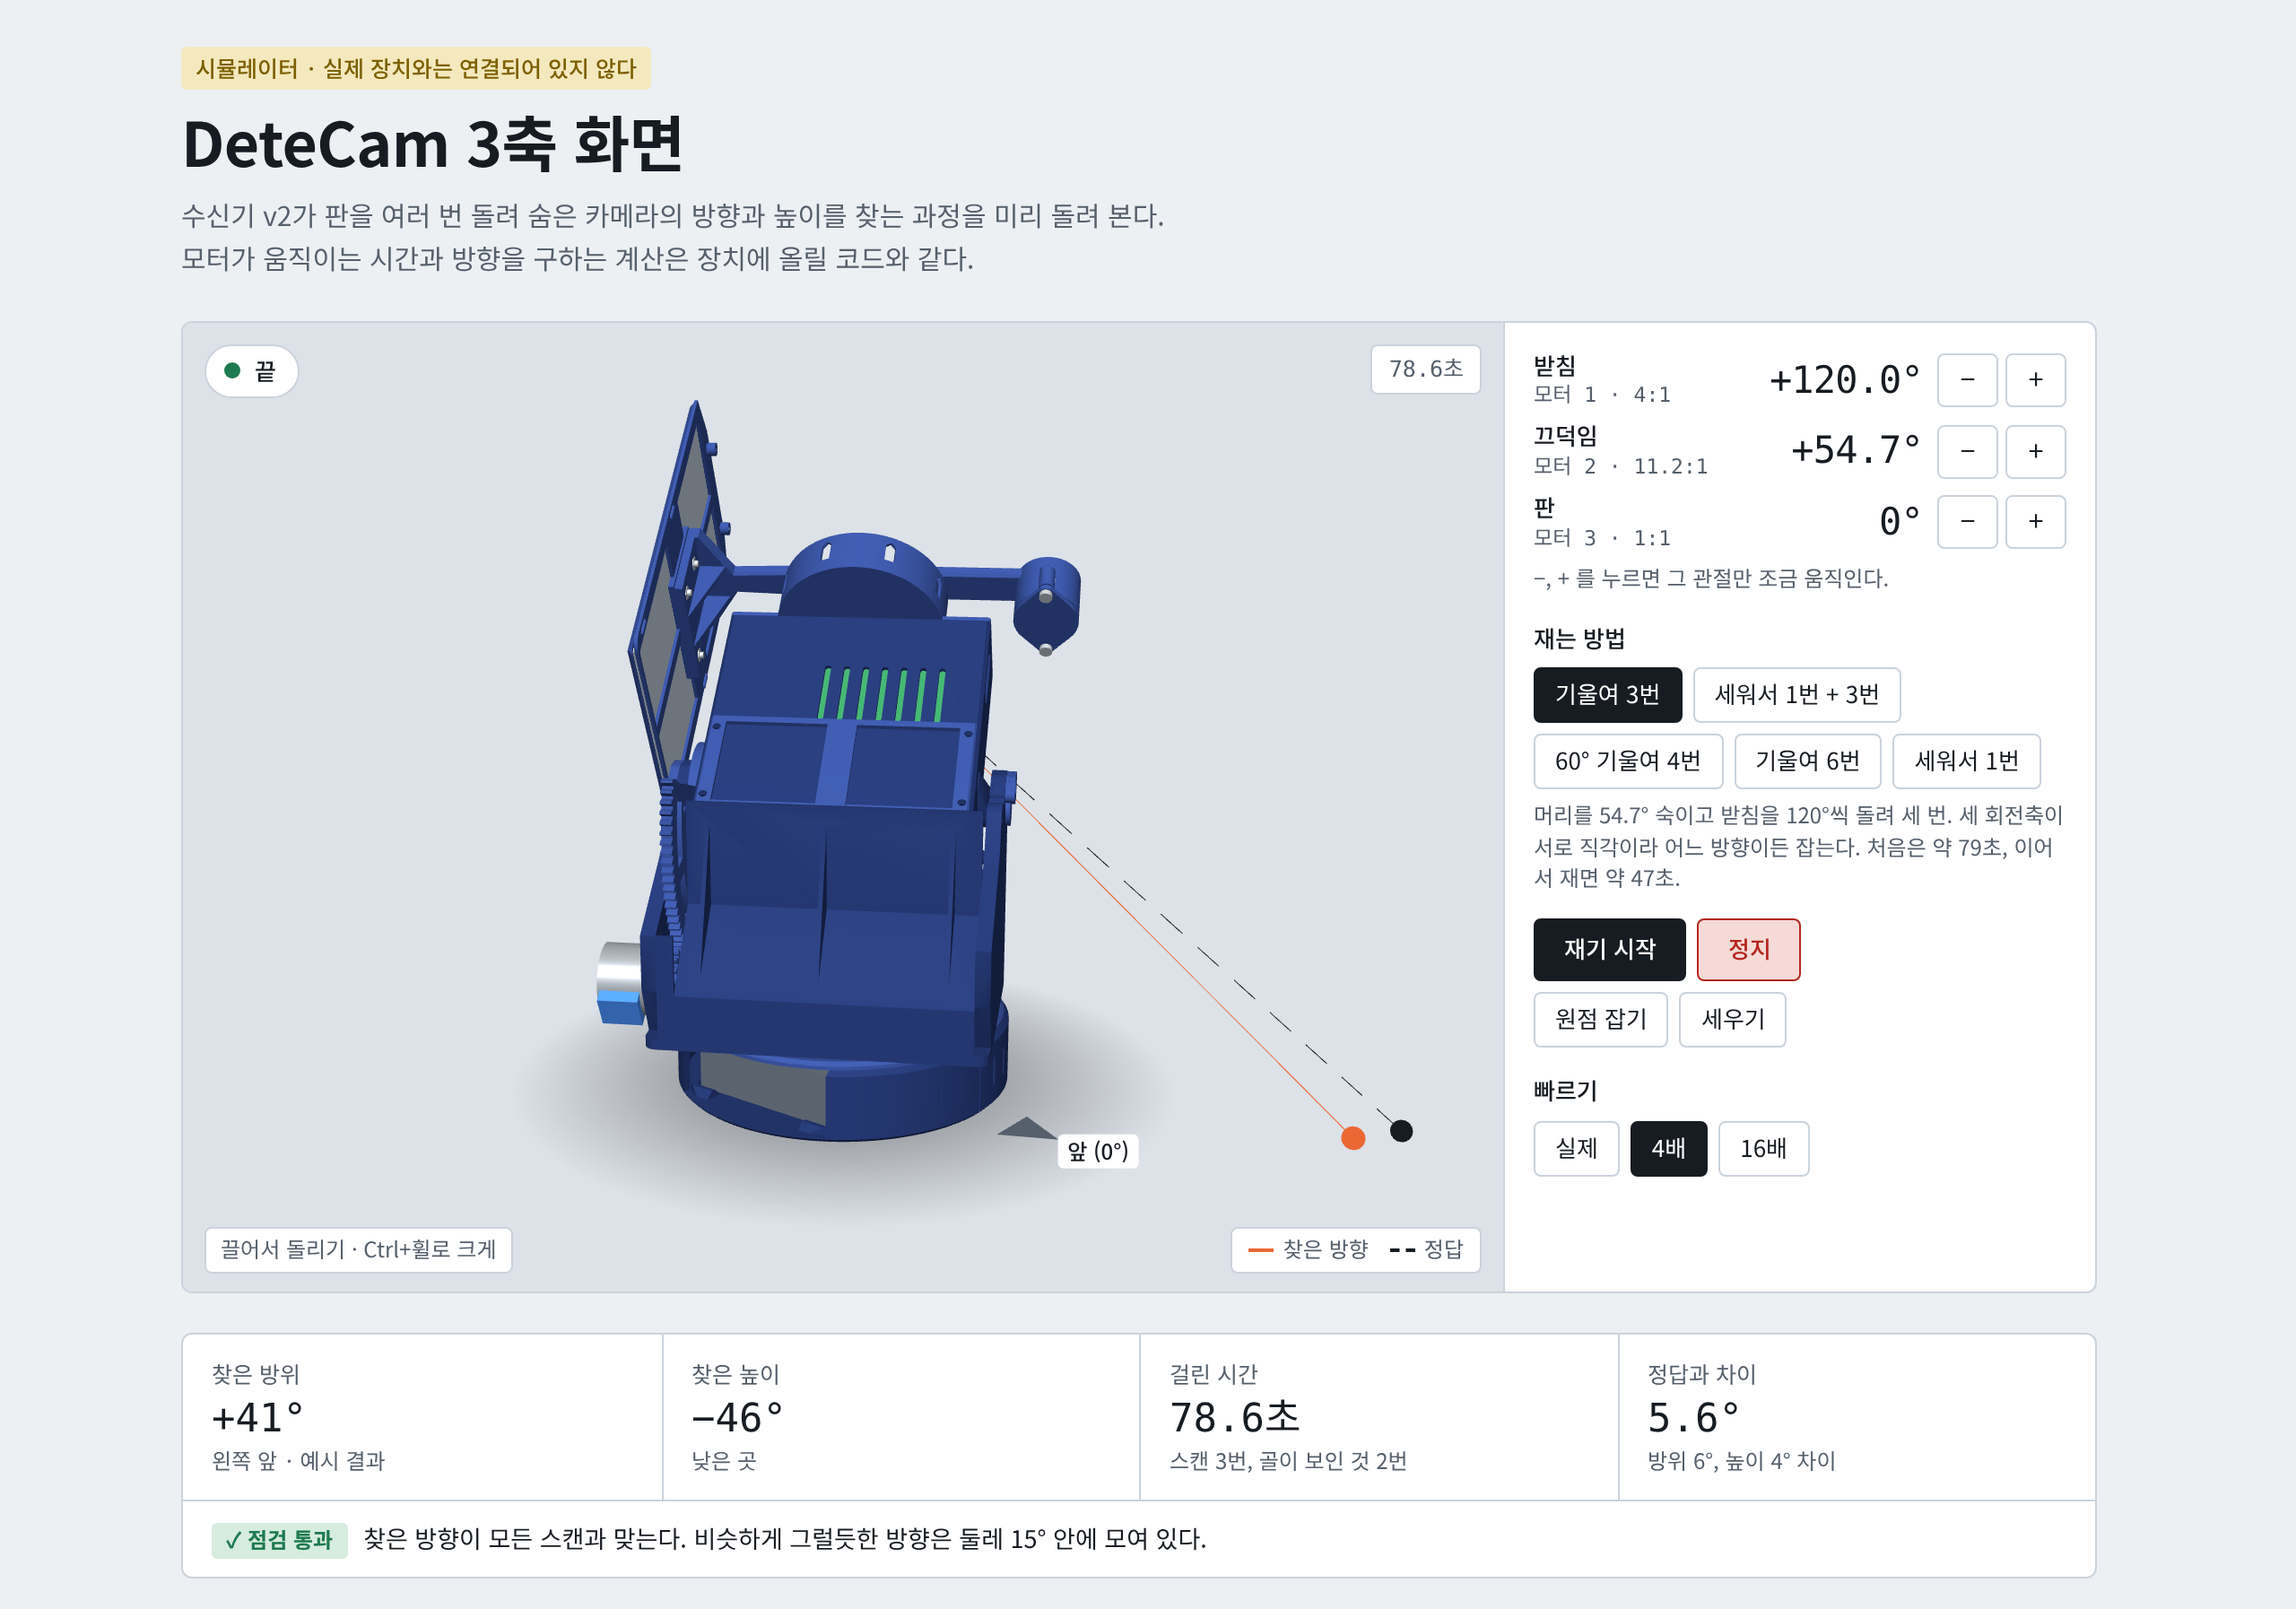 시뮬레이터 · 실제 장치와는 연결되어 있지 않다
DeteCam 3축 화면
수신기 v2가 판을 여러 번 돌려 숨은 카메라의 방향과 높이를 찾는 과정을 미리 돌려 본다.
모터가 움직이는 시간과 방향을 구하는 계산은 장치에 올릴 코드와 같다.
끝
78.6초
앞 (0°)
끌어서 돌리기 · Ctrl+휠로 크게
찾은 방향 정답
받침
모터 1 · 4:1
+120.0° − +
끄덕임
모터 2 · 11.2:1
+54.7° − +
판
모터 3 · 1:1
0° − +
−, + 를 누르면 그 관절만 조금 움직인다.
재는 방법
기울여 3번 세워서 1번 + 3번
60° 기울여 4번 기울여 6번 세워서 1번
머리를 54.7° 숙이고 받침을 120°씩 돌려 세 번. 세 회전축이
서로 직각이라 어느 방향이든 잡는다. 처음은 약 79초, 이어
서 재면 약 47초.
재기 시작 정지
원점 잡기 세우기
빠르기
실제 4배 16배
찾은 방위
+41°
왼쪽 앞 · 예시 결과
찾은 높이
−46°
낮은 곳
걸린 시간
78.6초
스캔 3번, 골이 보인 것 2번
정답과 차이
5.6°
방위 6°, 높이 4° 차이
✓ 점검 통과 찾은 방향이 모든 스캔과 맞는다. 비슷하게 그럴듯한 방향은 둘레 15° 안에 모여 있다.